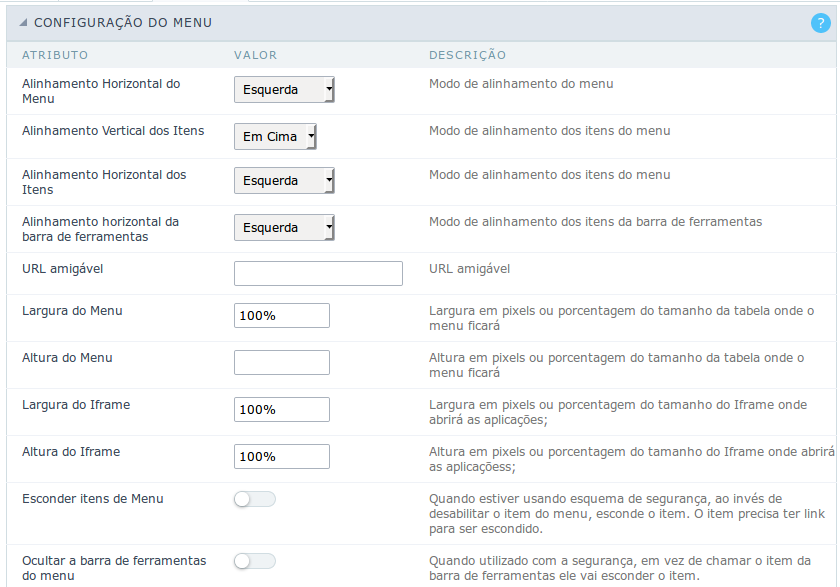 CONFIGURAÇÃO DO MENU ?
ATRIBUTO VALOR DESCRIÇÃO
Alinhamento Horizontal do
Menu
Esquerda
Modo de alinhamento do menu
Alinhamento Vertical dos Itens
Em Cima
Modo de alinhamento dos itens do menu
Alinhamento Horizontal dos
Itens
Esquerda
Modo de alinhamento dos itens do menu
Alinhamento horizontal da
barra de ferramentas
Esquerda
Modo de alinhamento dos itens da barra de ferramentas
URL amigável
URL amigável
Largura do Menu
100%
Largura em pixels ou porcentagem do tamanho da tabela onde o
menu ficará
Altura do Menu
Altura em pixels ou porcentagem do tamanho da tabela onde o
menu ficará
Largura do Iframe
100%
Largura em pixels ou porcentagem do tamanho do Iframe onde
abrirá as aplicações;
Altura do Iframe
100%
Altura em pixels ou porcentagem do tamanho do Iframe onde abrirá
as aplicaçõess;
Esconder itens de Menu
Quando estiver usando esquema de segurança, ao invés de
desabilitar o item do menu, esconde o item. O item precisa ter link
para ser escondido.
Ocultar a barra de ferramentas
do menu
Quando utilizado com a segurança, em vez de chamar o item da
barra de ferramentas ele vai esconder o item.